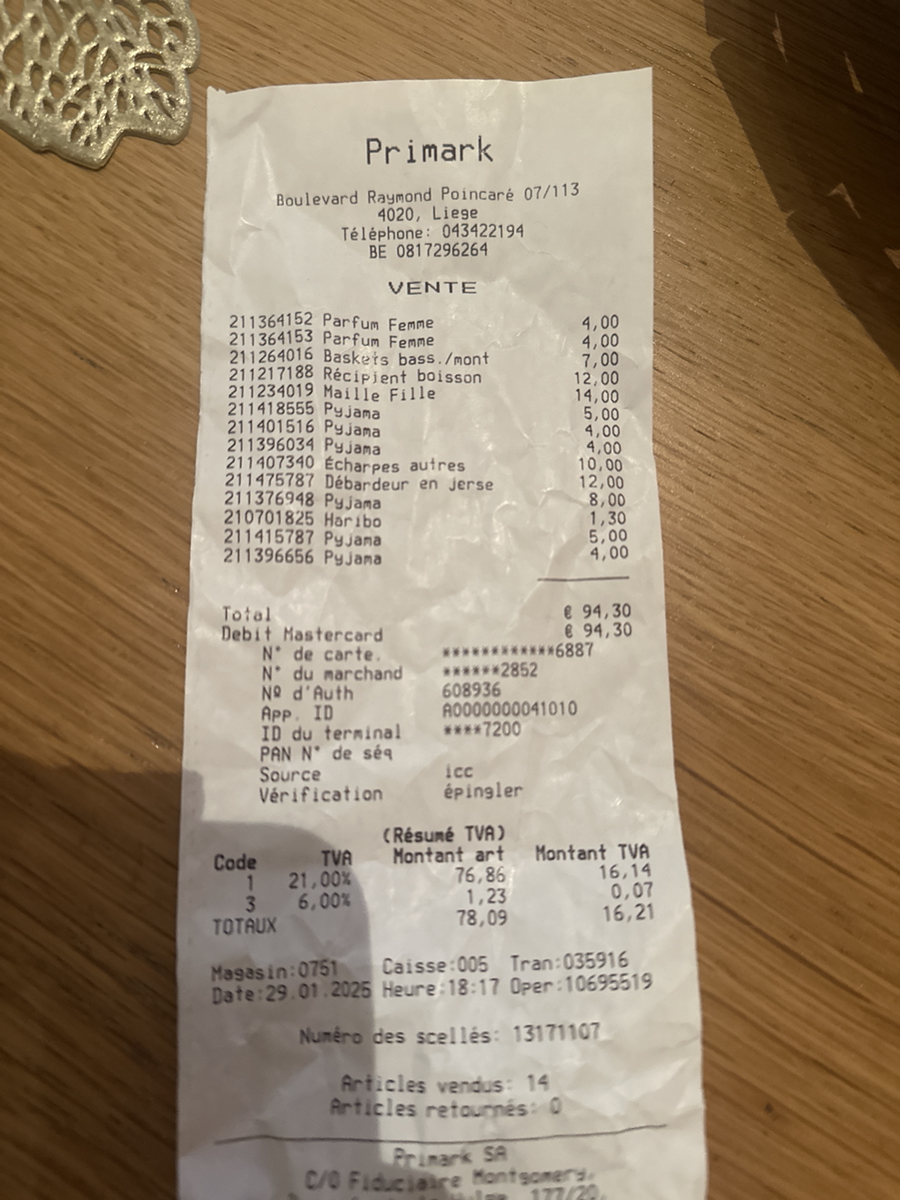 Primark
Boulevard Raymond Poincaré 07/113
4020, Liege
Téléphone: 043422194
BE 0817296264
VENTE
211364152 Parfum Femme 4,00
211364153 Parfum Femme 4,00
211264016 Baskets bass./mont 7,00
211217188 Récipient boisson 12,00
211234019 Maille Fille 14,00
211418555 Pyjama 5,00
211401516 Pyjama 4,00
211396034 Pyjama 4,00
211407340 Écharpes autres 10,00
211475787 Débardeur en jerse 12,00
211376948 Pyjama 8,00
210701825 Haribo 1,30
211415787 Pyjama 5,00
211396656 Pyjama 4,00
Total € 94,30
Debit Mastercard € 94,30
N° de carte. ************6887
N° du marchand ******2852
Nº d'Auth 608936
App. ID A0000000041010
ID du terminal ****7200
PAN N° de séq
Source icc
Vérification épingler
(Résumé TVA)
Code TVA Montant art Montant TVA
1 21,00% 76,86 16,14
3 6,00% 1,23 0,07
TOTAUX 78,09 16,21
Magasin:0751 Caisse:005 Tran:035916
Date:29.01.2025 Heure:18:17 Oper:10695519
Numéro des scellés: 13171107
Articles vendus: 14
Articles retournés: 0
Primark SA
C/O Fiduciaire Montgomery,
177/20,